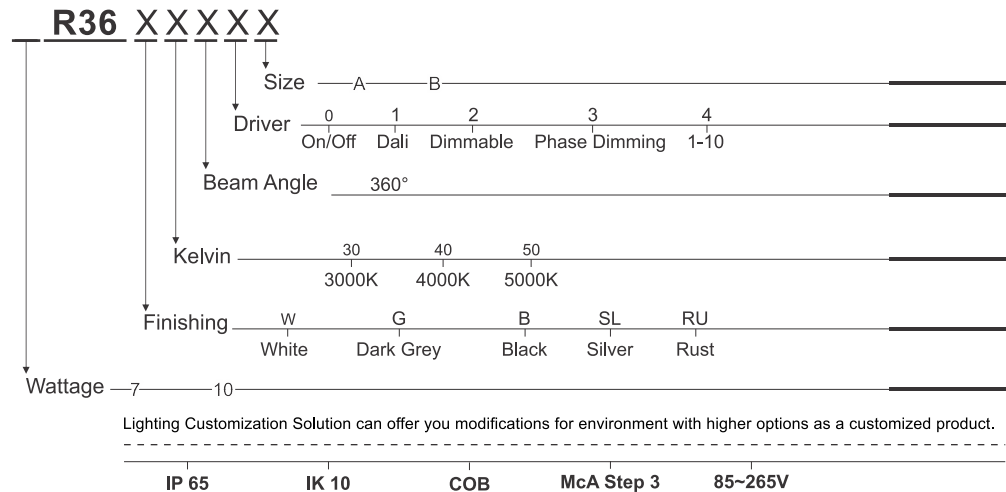 R36 X X X X X
Size A B
0 1 2 3 4
Driver
On/Off Dali Dimmable Phase Dimming 1-10
Beam Angle 360°
30 40 50
Kelvin
3000K 4000K 5000K
W G B SL RU
Finishing
White Dark Grey Black Silver Rust
Wattage 7 10
Lighting Customization Solution can offer you modifications for environment with higher options as a customized product.
IP 65 IK 10 COB McA Step 3 85~265V